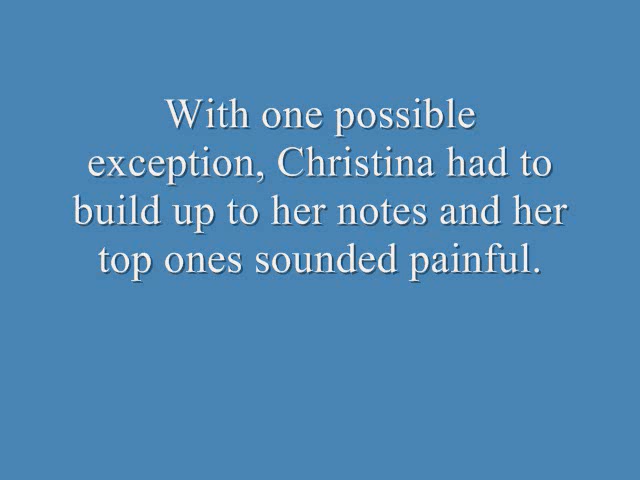 With one possible
exception, Christina had to
build up to her notes and her
top ones sounded painful.